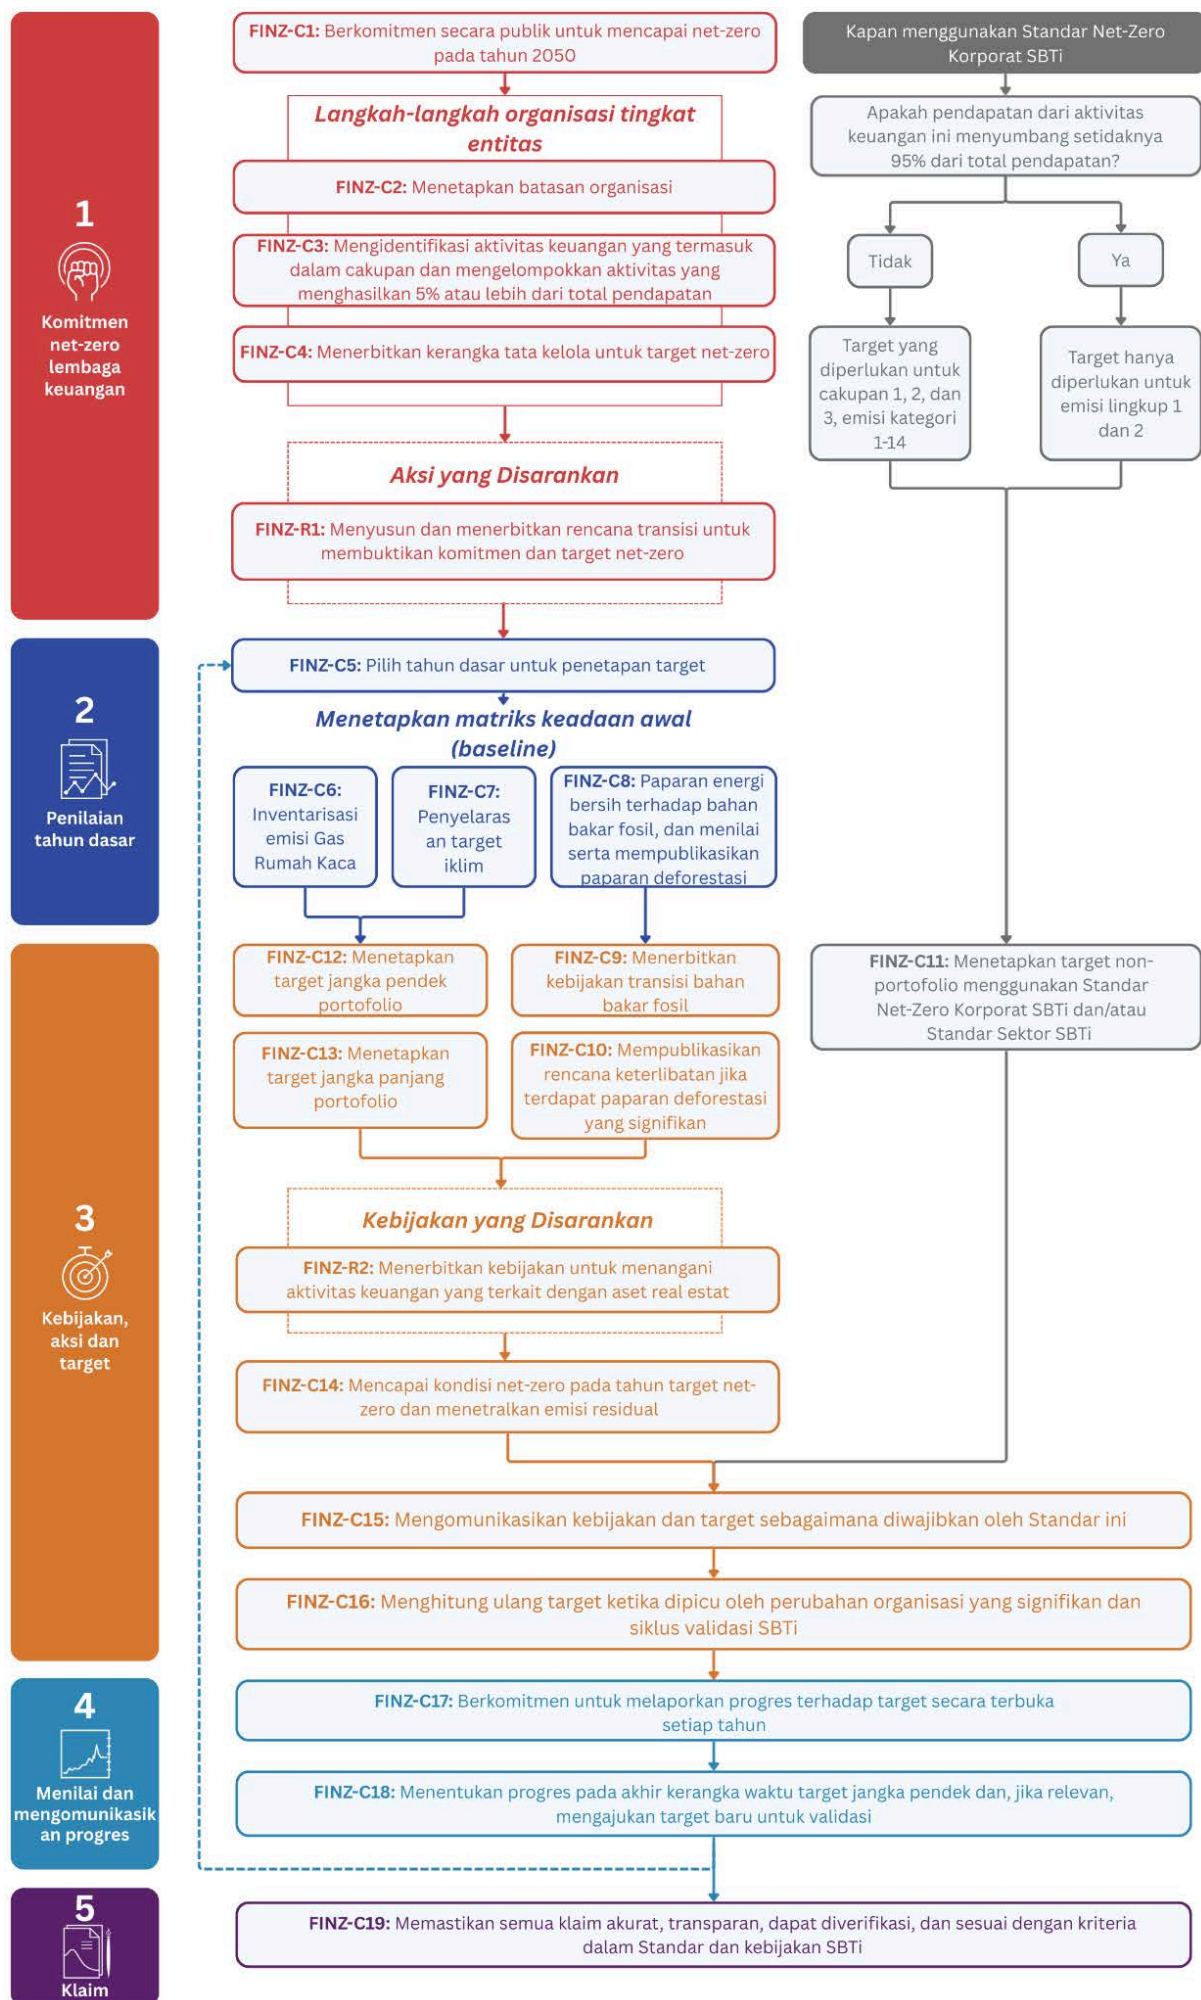 1
Komitmen
net-zero
lembaga
keuangan
FINZ-C1: Berkomitmen secara publik untuk mencapai net-zero
pada tahun 2050
Langkah-langkah organisasi tingkat
entitas
FINZ-C2: Menetapkan batasan organisasi
FINZ-C3: Mengidentifikasi aktivitas keuangan yang termasuk
dalam cakupan dan mengelompokkan aktivitas yang
menghasilkan 5% atau lebih dari total pendapatan
FINZ-C4: Menerbitkan kerangka tata kelola untuk target net-zero
Aksi yang Disarankan
FINZ-R1: Menyusun dan menerbitkan rencana transisi untuk
membuktikan komitmen dan target net-zero
Kapan menggunakan Standar Net-Zero
Korporat SBTi
Apakah pendapatan dari aktivitas
keuangan ini menyumbang setidaknya
95% dari total pendapatan?
Tidak
Ya
Target yang
diperlukan untuk
cakupan 1, 2, dan
3, emisi kategori
1-14
Target hanya
diperlukan untuk
emisi lingkup 1
dan 2
2
Penilaian
tahun dasar
FINZ-C5: Pilih tahun dasar untuk penetapan target
Menetapkan matriks keadaan awal
(baseline)
FINZ-C6:
Inventarisasi
emisi Gas
Rumah Kaca
FINZ-C7:
Penyelaras
an target
iklim
FINZ-C8: Paparan energi
bersih terhadap bahan
bakar fosil, dan menilai
serta mempublikasikan
paparan deforestasi
3
Kebijakan,
aksi dan
target
FINZ-C12: Menetapkan
target jangka pendek
portofolio
FINZ-C9: Menerbitkan
kebijakan transisi bahan
bakar fosil
FINZ-C11: Menetapkan target non-
portofolio menggunakan Standar
Net-Zero Korporat SBTi dan/atau
Standar Sektor SBTi
FINZ-C13: Menetapkan
target jangka panjang
portofolio
FINZ-C10: Mempublikasikan
rencana keterlibatan jika
terdapat paparan deforestasi
yang signifikan
Kebijakan yang Disarankan
FINZ-R2: Menerbitkan kebijakan untuk menangani
aktivitas keuangan yang terkait dengan aset real estat
FINZ-C14: Mencapai kondisi net-zero pada tahun target net-
zero dan menetralkan emisi residual
FINZ-C15: Mengomunikasikan kebijakan dan target sebagaimana diwajibkan oleh Standar ini
FINZ-C16: Menghitung ulang target ketika dipicu oleh perubahan organisasi yang signifikan dan
siklus validasi SBTi
4
Menilai dan
mengomunikasik
an progres
FINZ-C17: Berkomitmen untuk melaporkan progres terhadap target secara terbuka
setiap tahun
FINZ-C18: Menentukan progres pada akhir kerangka waktu target jangka pendek dan, jika relevan,
mengajukan target baru untuk validasi
5
Klaim
FINZ-C19: Memastikan semua klaim akurat, transparan, dapat diverifikasi, dan sesuai dengan kriteria
dalam Standar dan kebijakan SBTi